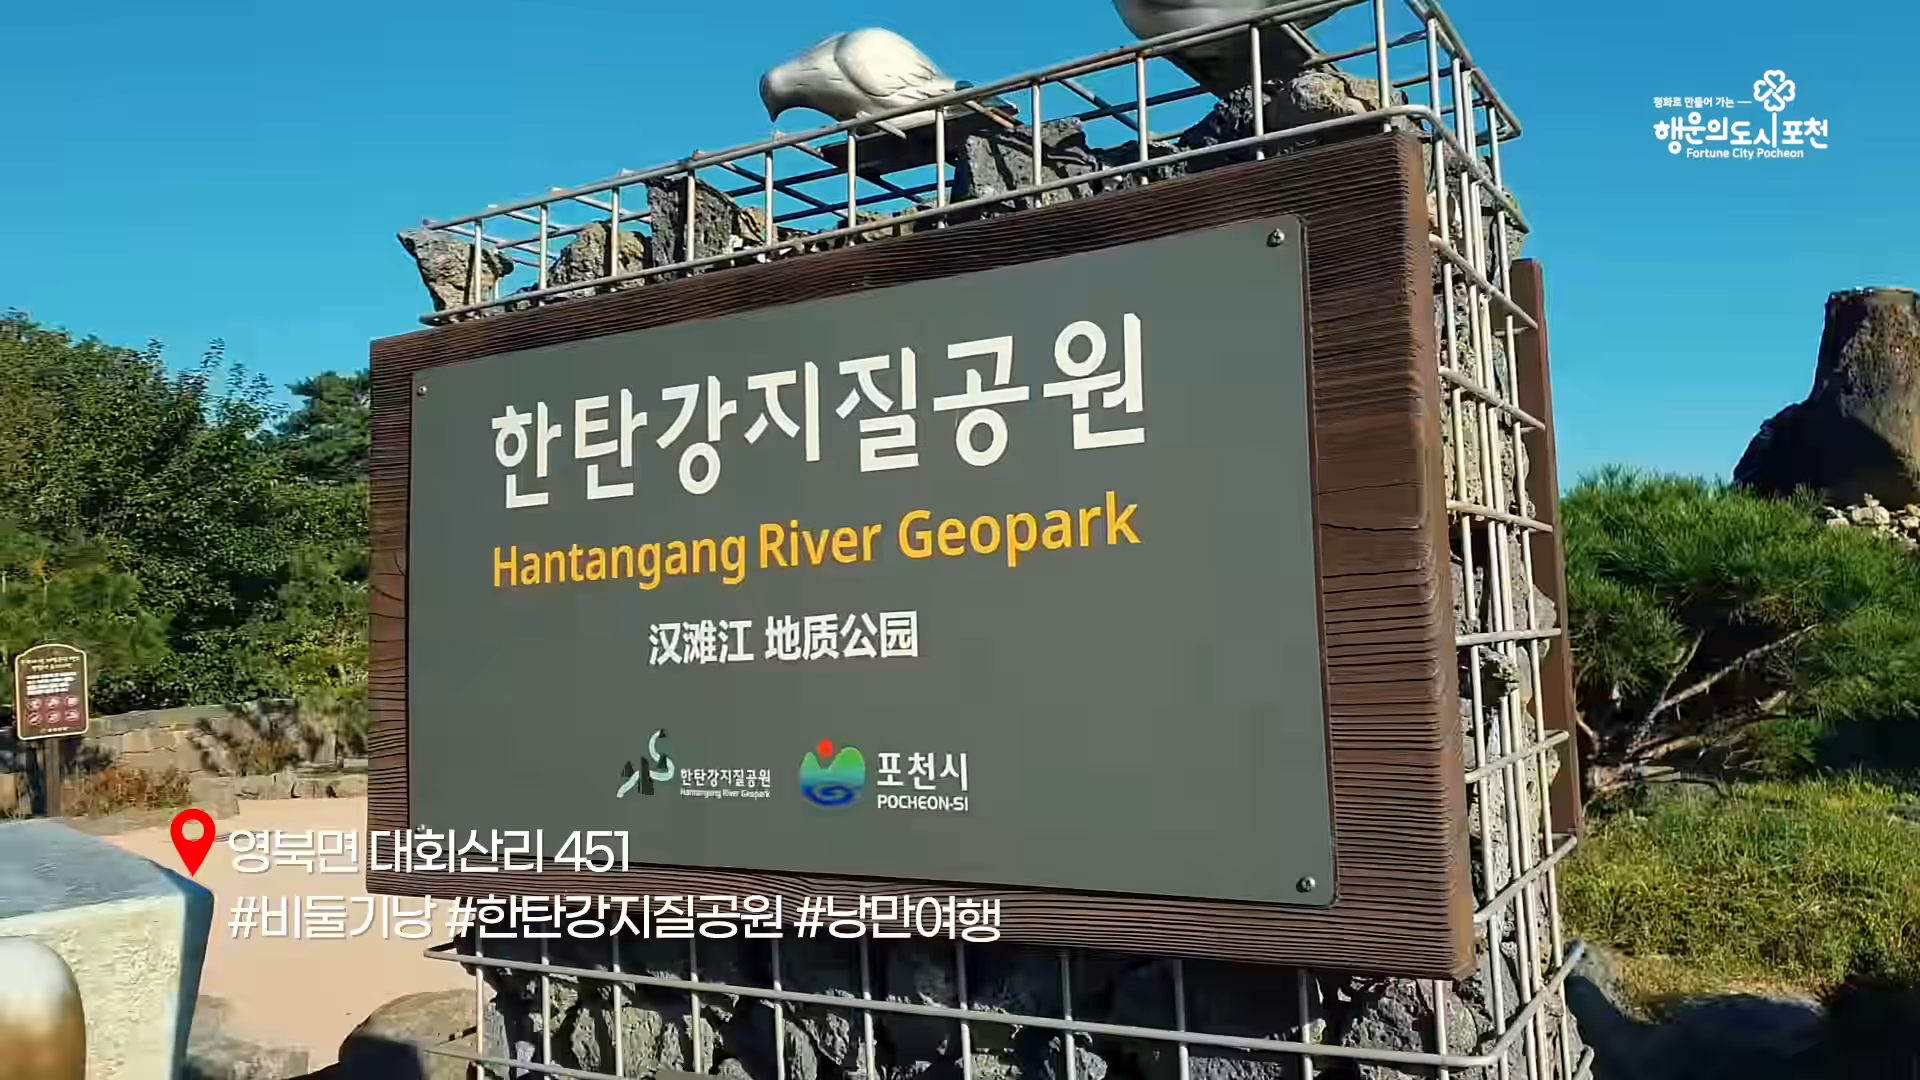 평화로 만들어 가는
행운의도시포천
Fortune City Pocheon
한탄강지질공원
Hantangang River Geopark
汉滩江 地质公园
한탄강지질공원
Hantangang River Geopark
포천시
POCHEON-SI
영북면 대회산리 451
#비둘기낭 #한탄강지질공원 #낭만여행